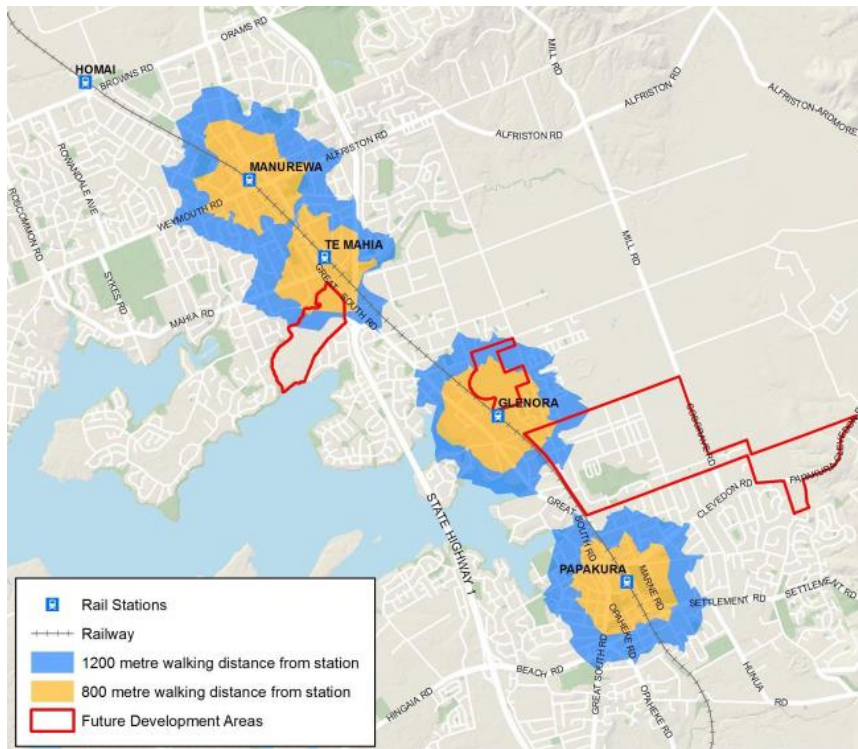 ORAMS RD
HOMAI
BROWNS RD
MILL RD
ALFRISTON RD
ALFRISTON-ARDMORE
ALFRISTON RD
ALFRISTON RD
ROWANDALE AVE
MANUREWA
ROSCOMMON RD
WEYMOUTH RD
TE MAHIA
MILL RD
SYKES RD
GREAT SOUTH RD
MAHIA RD
GLENORA
COSGRAVE RD
CLEVEDON RD
STATE HIGHWAY 1
GREAT SOUTH RD
PAPAKURA
MARNE RD
SETTLEMENT RD
SETTLEMENT RD
OPAHEKE RD
BEACH RD
GREAT SOUTH RD
HUNUA RD
HINGAIA RD
OPAHEKE RD
Rail Stations
Railway
1200 metre walking distance from station
800 metre walking distance from station
Future Development Areas